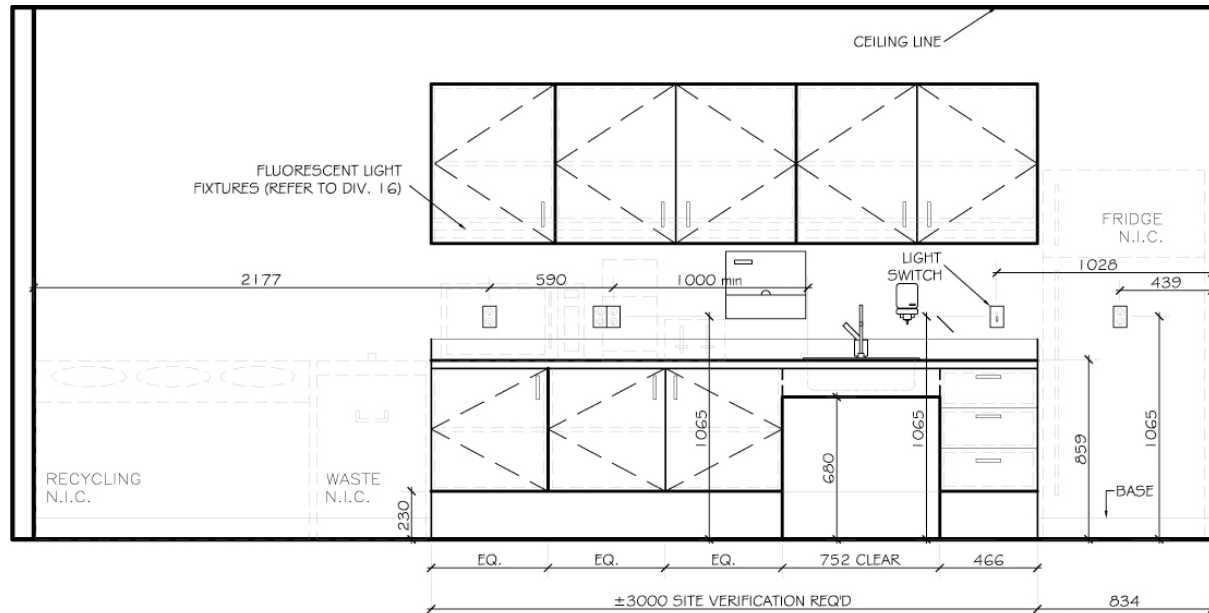 CEILING LINE
FLUORESCENT LIGHT
FIXTURES (REFER TO DIV. 16)
FRIDGE
N.I.C.
LIGHT
SWITCH
2177
590
1000 min
1028
439
1065
1065
680
859
1065
RECYCLING
N.I.C.
WASTE
N.I.C.
230
BASE
EQ.
EQ.
EQ.
752 CLEAR
466
±3000 SITE VERIFICATION REQ'D
834